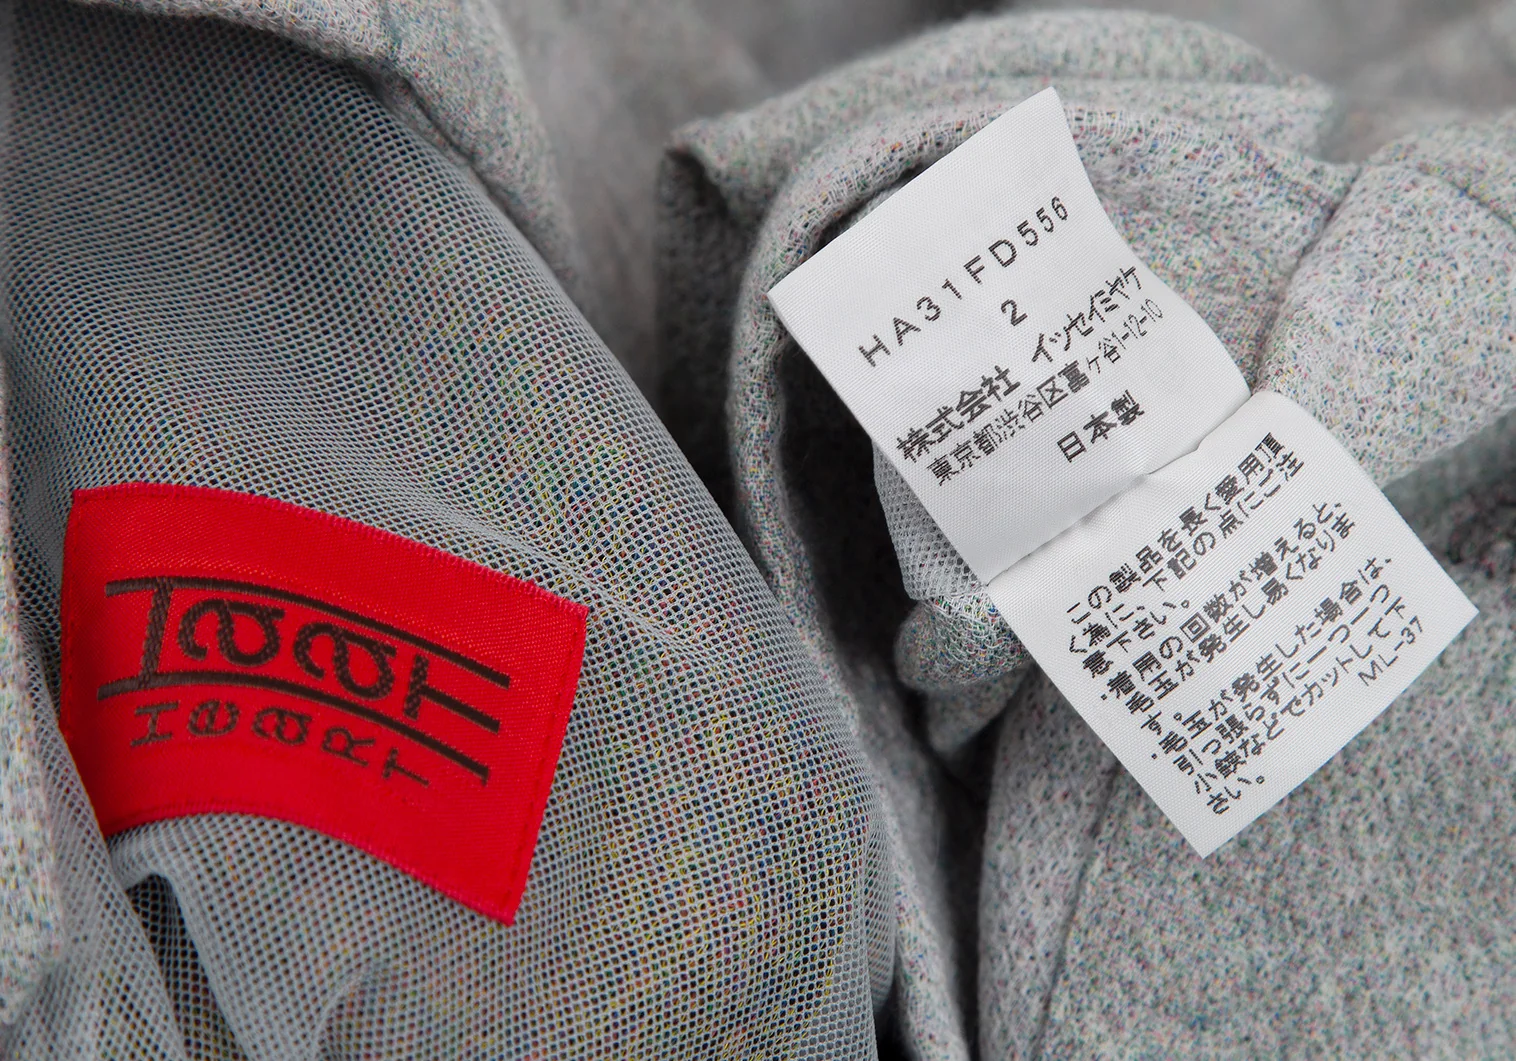 HaaT
HeaRT
HA31FD556
2
株式会社 イッセイミヤケ
東京都渋谷区富ヶ谷1-12-10
日本製
この製品を長く愛用頂
く為に、下記の点にご注
意下さい。
・着用の回数が増えると、
毛玉が発生し易くなりま
す。
・毛玉が発生した場合は、
引っ張らずに一つ一つ
小鋏などでカットして下
さい。
ML-37